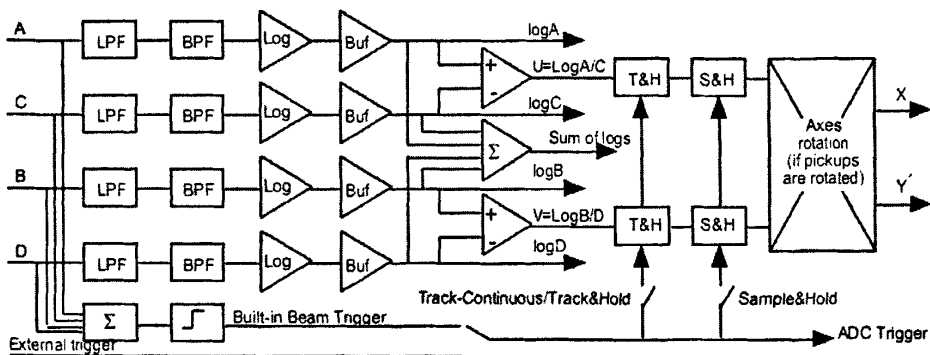 A LPF BPF Log Buf logA
+
- U=LogA/C T&H S&H
C LPF BPF Log Buf logC
Σ Sum of logs
X
Axes
rotation
(if pickups
are rotated)
Y'
B LPF BPF Log Buf logB
+
- V=LogB/D T&H S&H
D LPF BPF Log Buf logD
Track-Continuous/Track&Hold Sample&Hold
Σ Built-in Beam Trigger ADC Trigger
External trigger